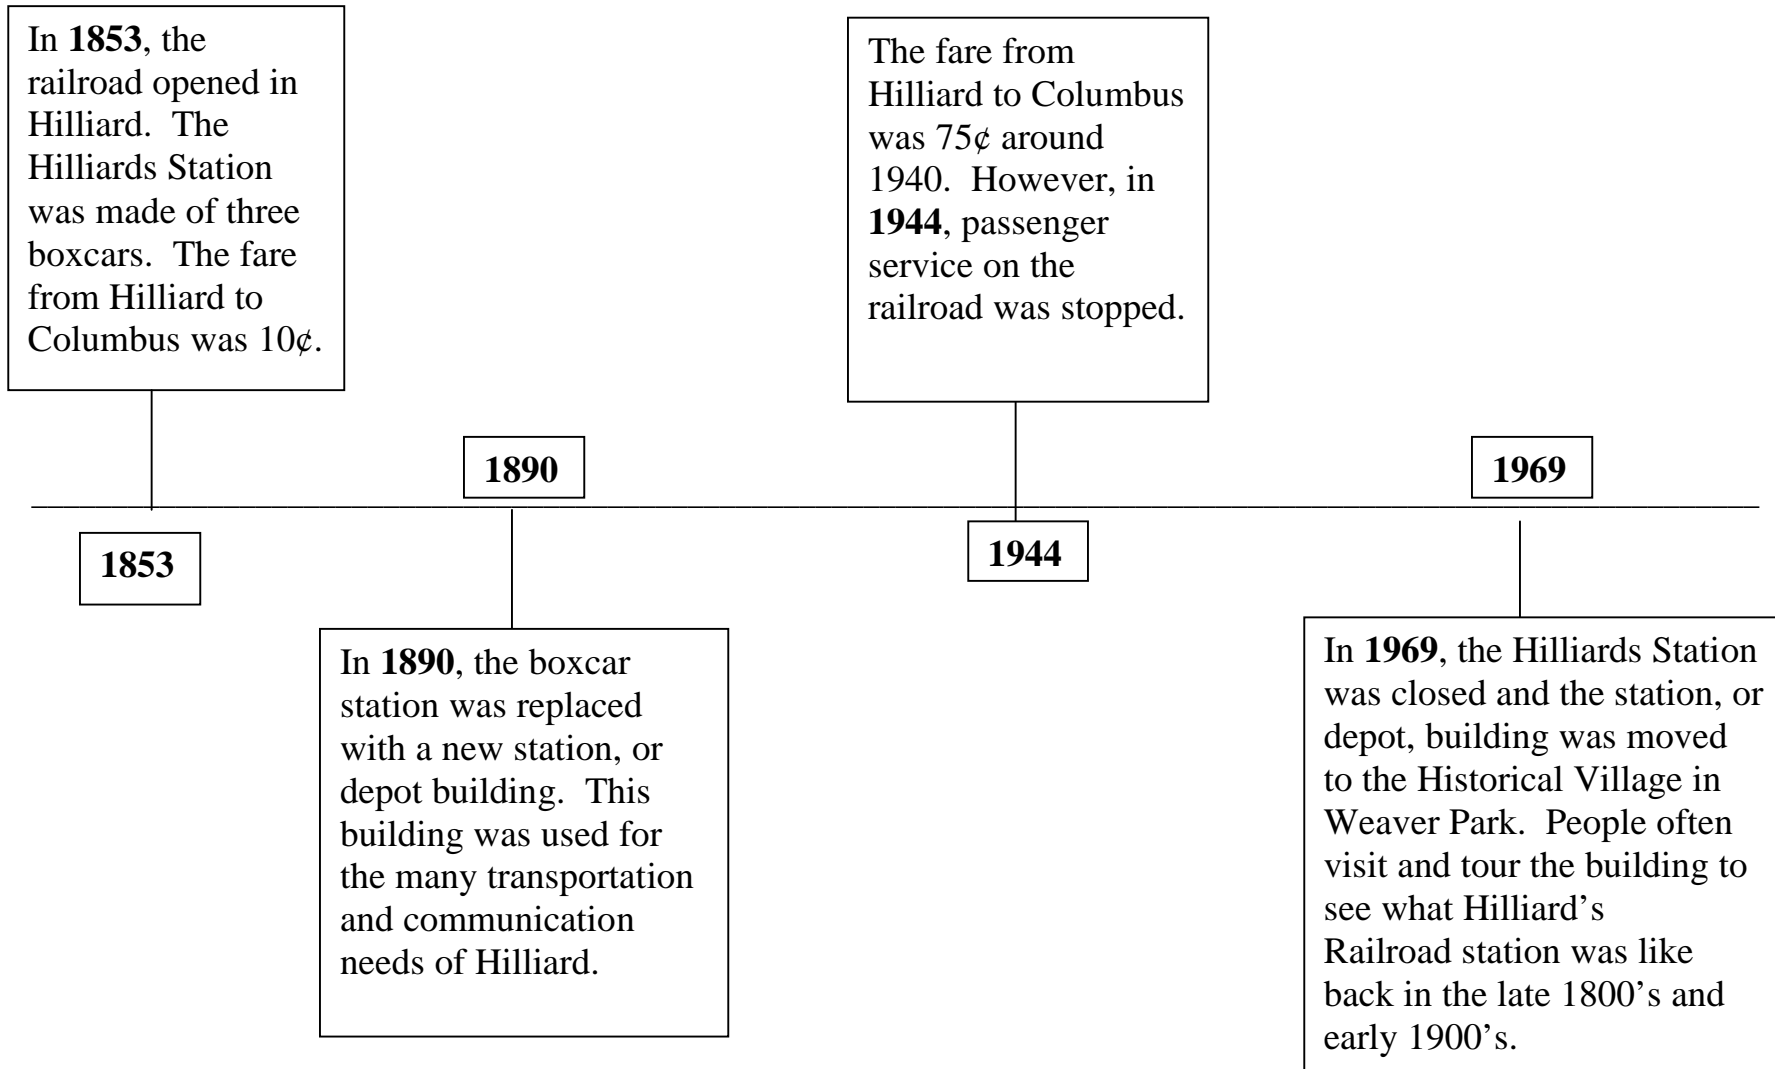 In 1853, the
railroad opened in
Hilliard.  The
Hilliards Station
was made of three
boxcars.  The fare
from Hilliard to
Columbus was 10¢.
The fare from
Hilliard to Columbus
was 75¢ around
1940.  However, in
1944, passenger
service on the
railroad was stopped.
1890
1969
1853
1944
In 1890, the boxcar
station was replaced
with a new station, or
depot building.  This
building was used for
the many transportation
and communication
needs of Hilliard.
In 1969, the Hilliards Station
was closed and the station, or
depot, building was moved
to the Historical Village in
Weaver Park.  People often
visit and tour the building to
see what Hilliard’s
Railroad station was like
back in the late 1800’s and
early 1900’s.